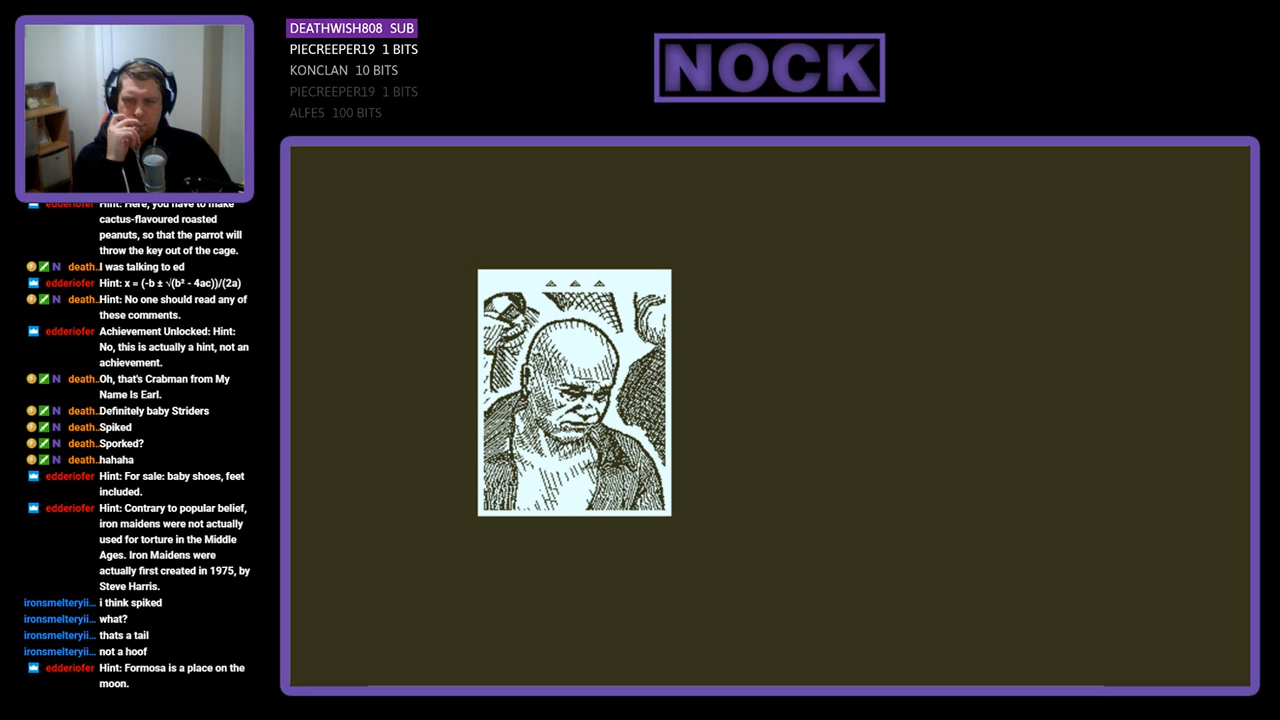 DEATHWISH808 SUB
PIECREEPER19 1 BITS
KONCLAN 10 BITS
PIECREEPER19 1 BITS
ALFE5 100 BITS
NOCK
edderiofer Hint: Here, you have to make
cactus-flavoured roasted
peanuts, so that the parrot will
throw the key out of the cage.
N death.. I was talking to ed
edderiofer Hint: x = (-b ± √(b² - 4ac))/(2a)
N death.. Hint: No one should read any of
these comments.
edderiofer Achievement Unlocked: Hint:
No, this is actually a hint, not an
achievement.
N death.. Oh, that's Crabman from My
Name Is Earl.
N death.. Definitely baby Striders
N death.. Spiked
N death.. Sporked?
N death.. hahaha
edderiofer Hint: For sale: baby shoes, feet
included.
edderiofer Hint: Contrary to popular belief,
iron maidens were not actually
used for torture in the Middle
Ages. Iron Maidens were
actually first created in 1975, by
Steve Harris.
ironsmelteryii... i think spiked
ironsmelteryii... what?
ironsmelteryii... thats a tail
ironsmelteryii... not a hoof
edderiofer Hint: Formosa is a place on the
moon.